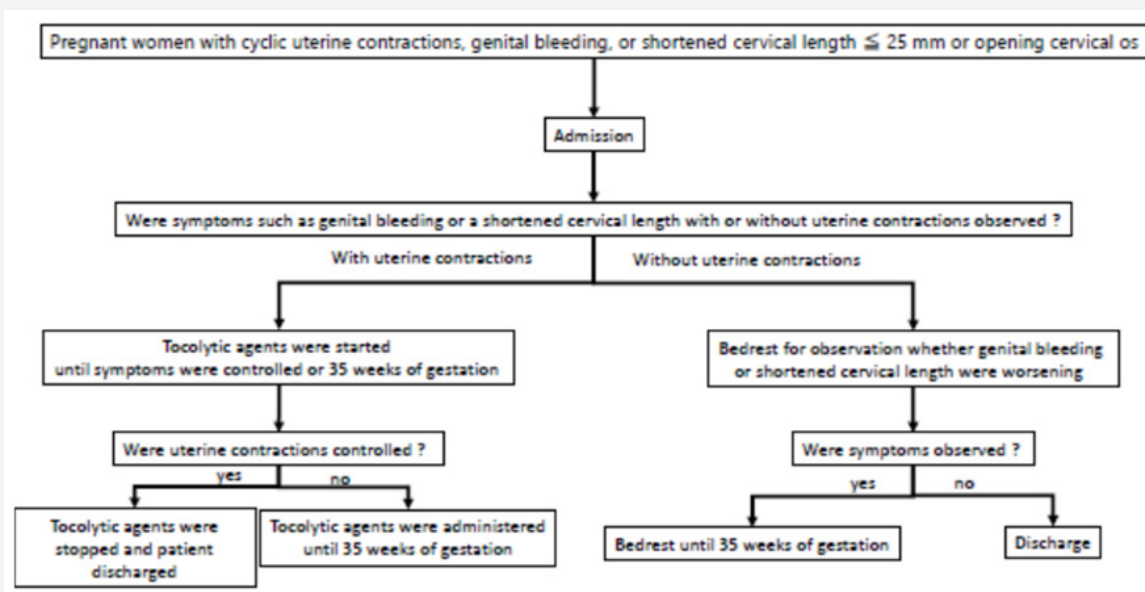 Pregnant women with cyclic uterine contractions, genital bleeding, or shortened cervical length ≦ 25 mm or opening cervical os
Admission
Were symptoms such as genital bleeding or a shortened cervical length with or without uterine contractions observed ?
With uterine contractions
Without uterine contractions
Tocolytic agents were started
until symptoms were controlled or 35 weeks of gestation
Bedrest for observation whether genital bleeding
or shortened cervical length were worsening
Were uterine contractions controlled ?
Were symptoms observed ?
yes
no
yes
no
Tocolytic agents were
stopped and patient
discharged
Tocolytic agents were administered
until 35 weeks of gestation
Bedrest until 35 weeks of gestation
Discharge